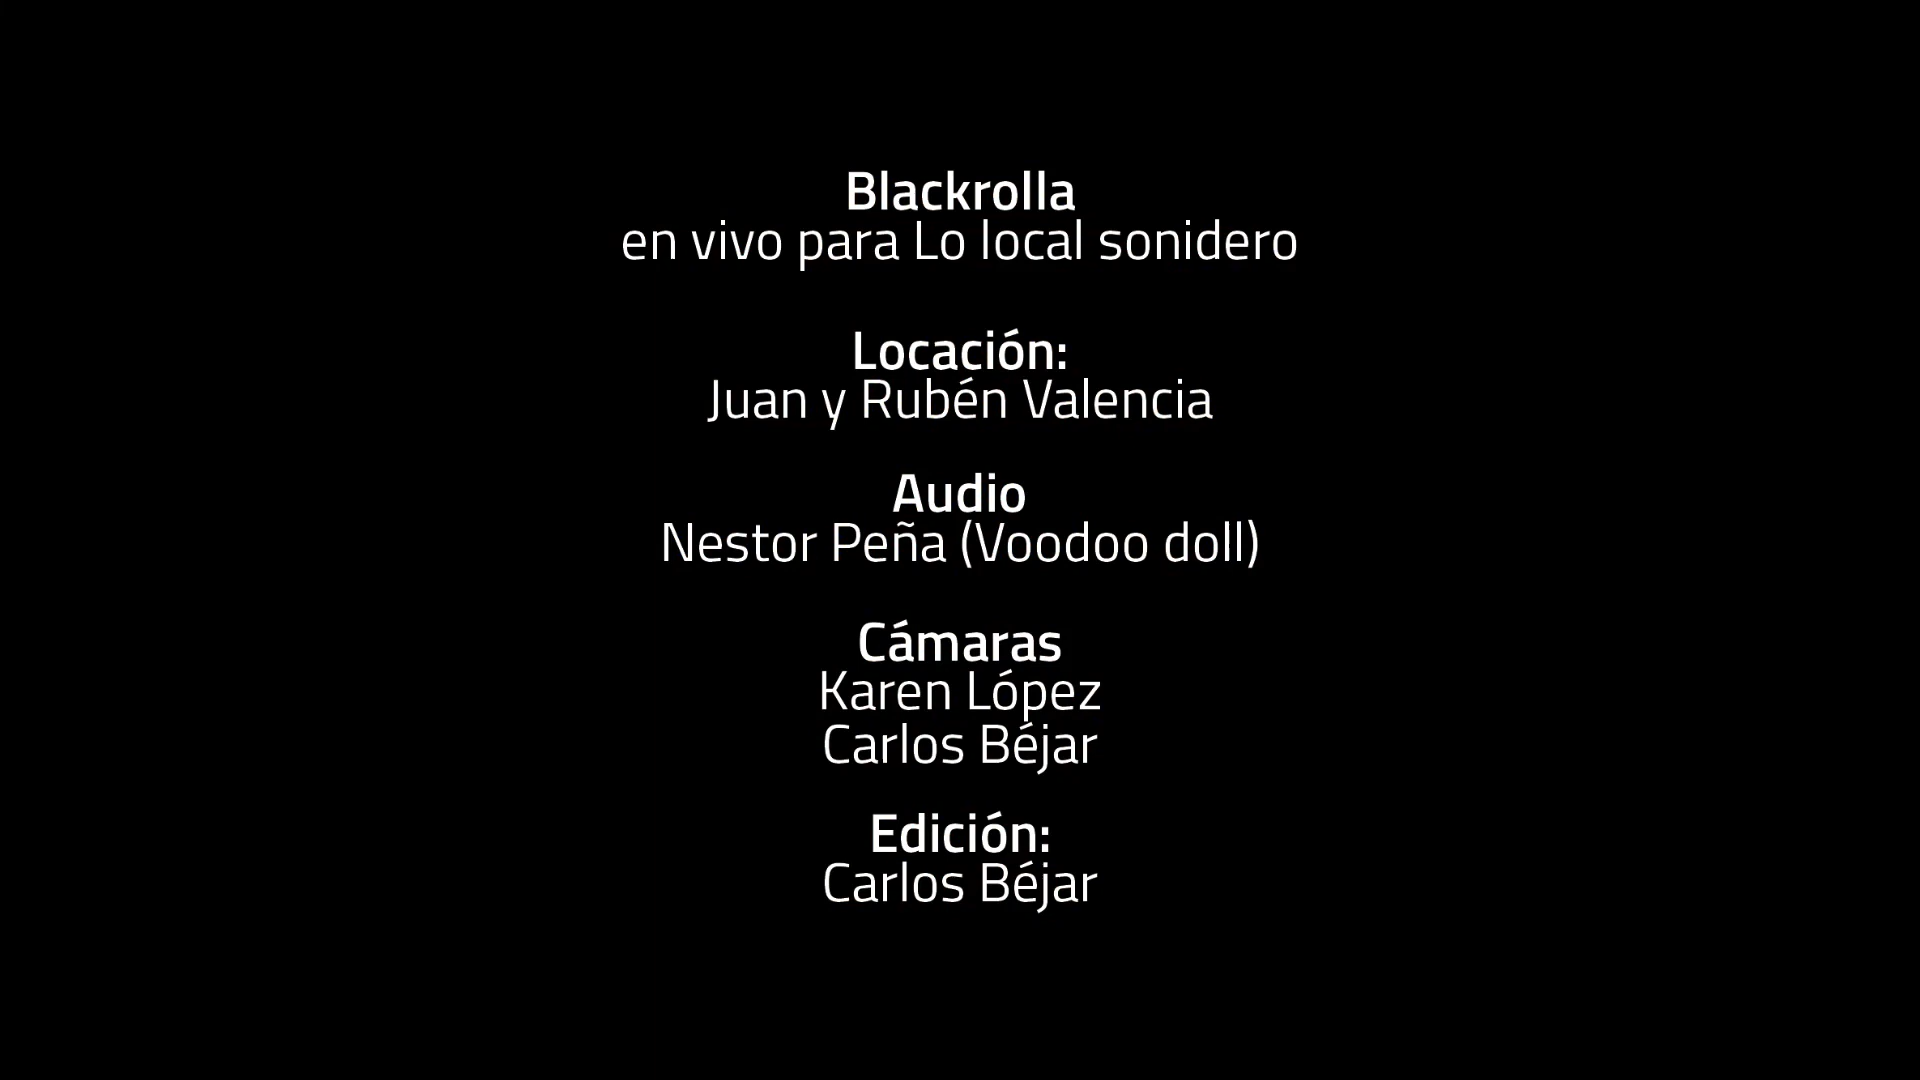 Blackrolla
en vivo para Lo local sonidero
Locación:
Juan y Rubén Valencia
Audio
Nestor Peña (Voodoo doll)
Cámaras
Karen López
Carlos Béjar
Edición:
Carlos Béjar